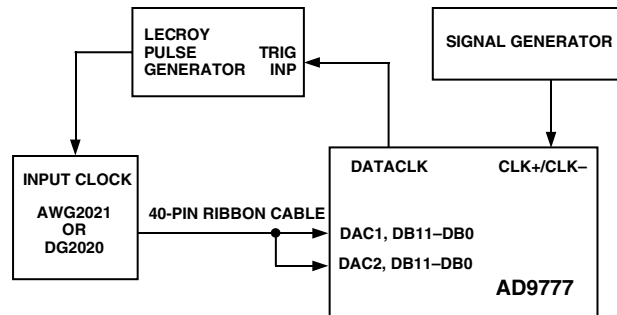 LECROY
PULSE
GENERATOR
TRIG
INP
SIGNAL GENERATOR
INPUT CLOCK
AWG2021
OR
DG2020
40-PIN RIBBON CABLE
DATACLK
CLK+/CLK–
DAC1, DB11–DB0
DAC2, DB11–DB0
AD9777